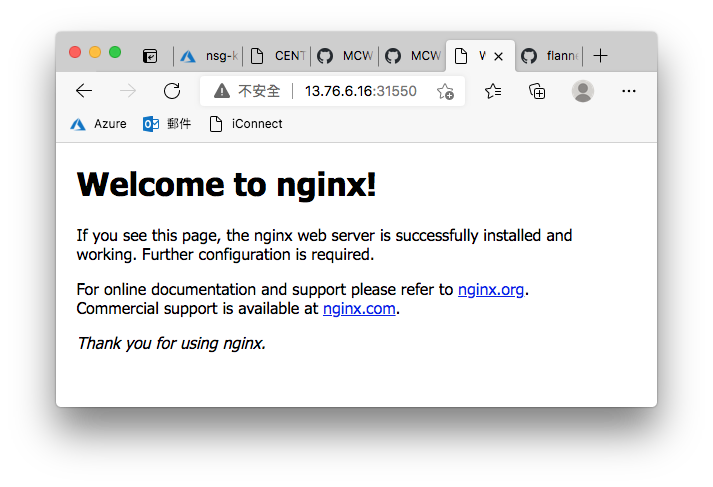 nsg-k
CENT
MCW
MCW
W
flanne
不安全 13.76.6.16:31550
Azure 郵件 iConnect
Welcome to nginx!
If you see this page, the nginx web server is successfully installed and
working. Further configuration is required.
For online documentation and support please refer to nginx.org.
Commercial support is available at nginx.com.
Thank you for using nginx.